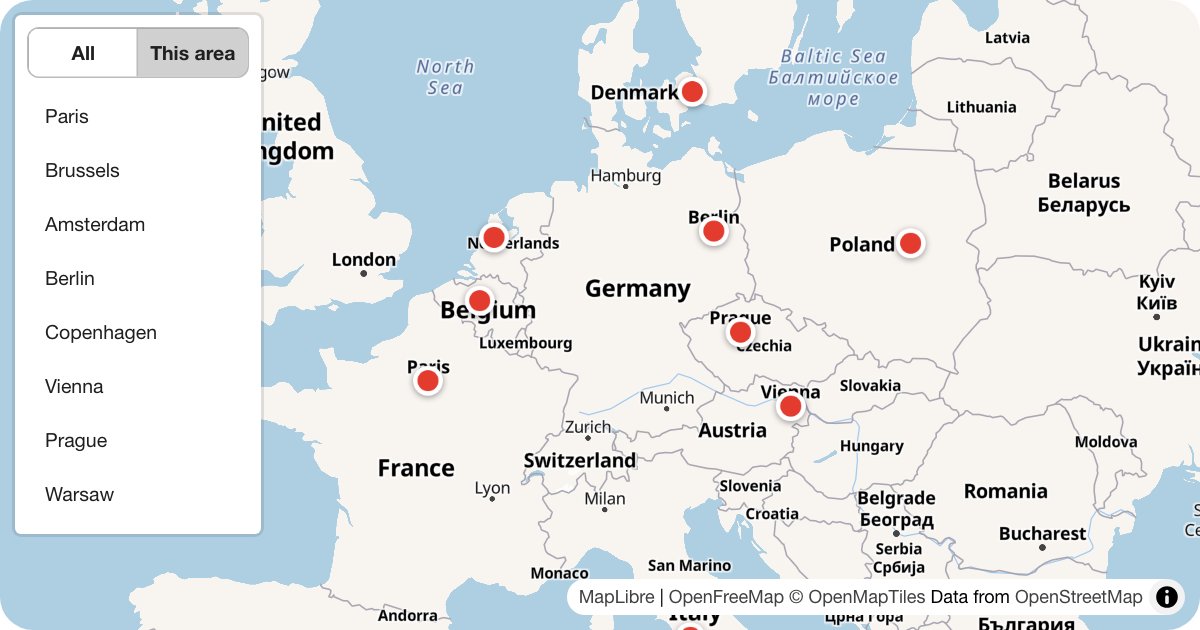 All
This area
Paris
Brussels
Amsterdam
Berlin
Copenhagen
Vienna
Prague
Warsaw
gow
nited
ngdom
North
Sea
Denmark
Baltic Sea
Балтийское
море
Latvia
Lithuania
Hamburg
Belarus
Беларусь
Berlin
Netherlands
Poland
London
Germany
Kyiv
Київ
Belgium
Prague
Czechia
Luxembourg
Ukrain
Україн
Paris
Vienna
Slovakia
Munich
Zurich
Austria
Hungary
Moldova
France
Switzerland
Lyon
Milan
Slovenia
Croatia
Belgrade
Београд
Romania
Bucharest
Serbia
Србија
San Marino
Monaco
Andorra
Italy
Црна Гора
България
MapLibre | OpenFreeMap © OpenMapTiles Data from OpenStreetMap